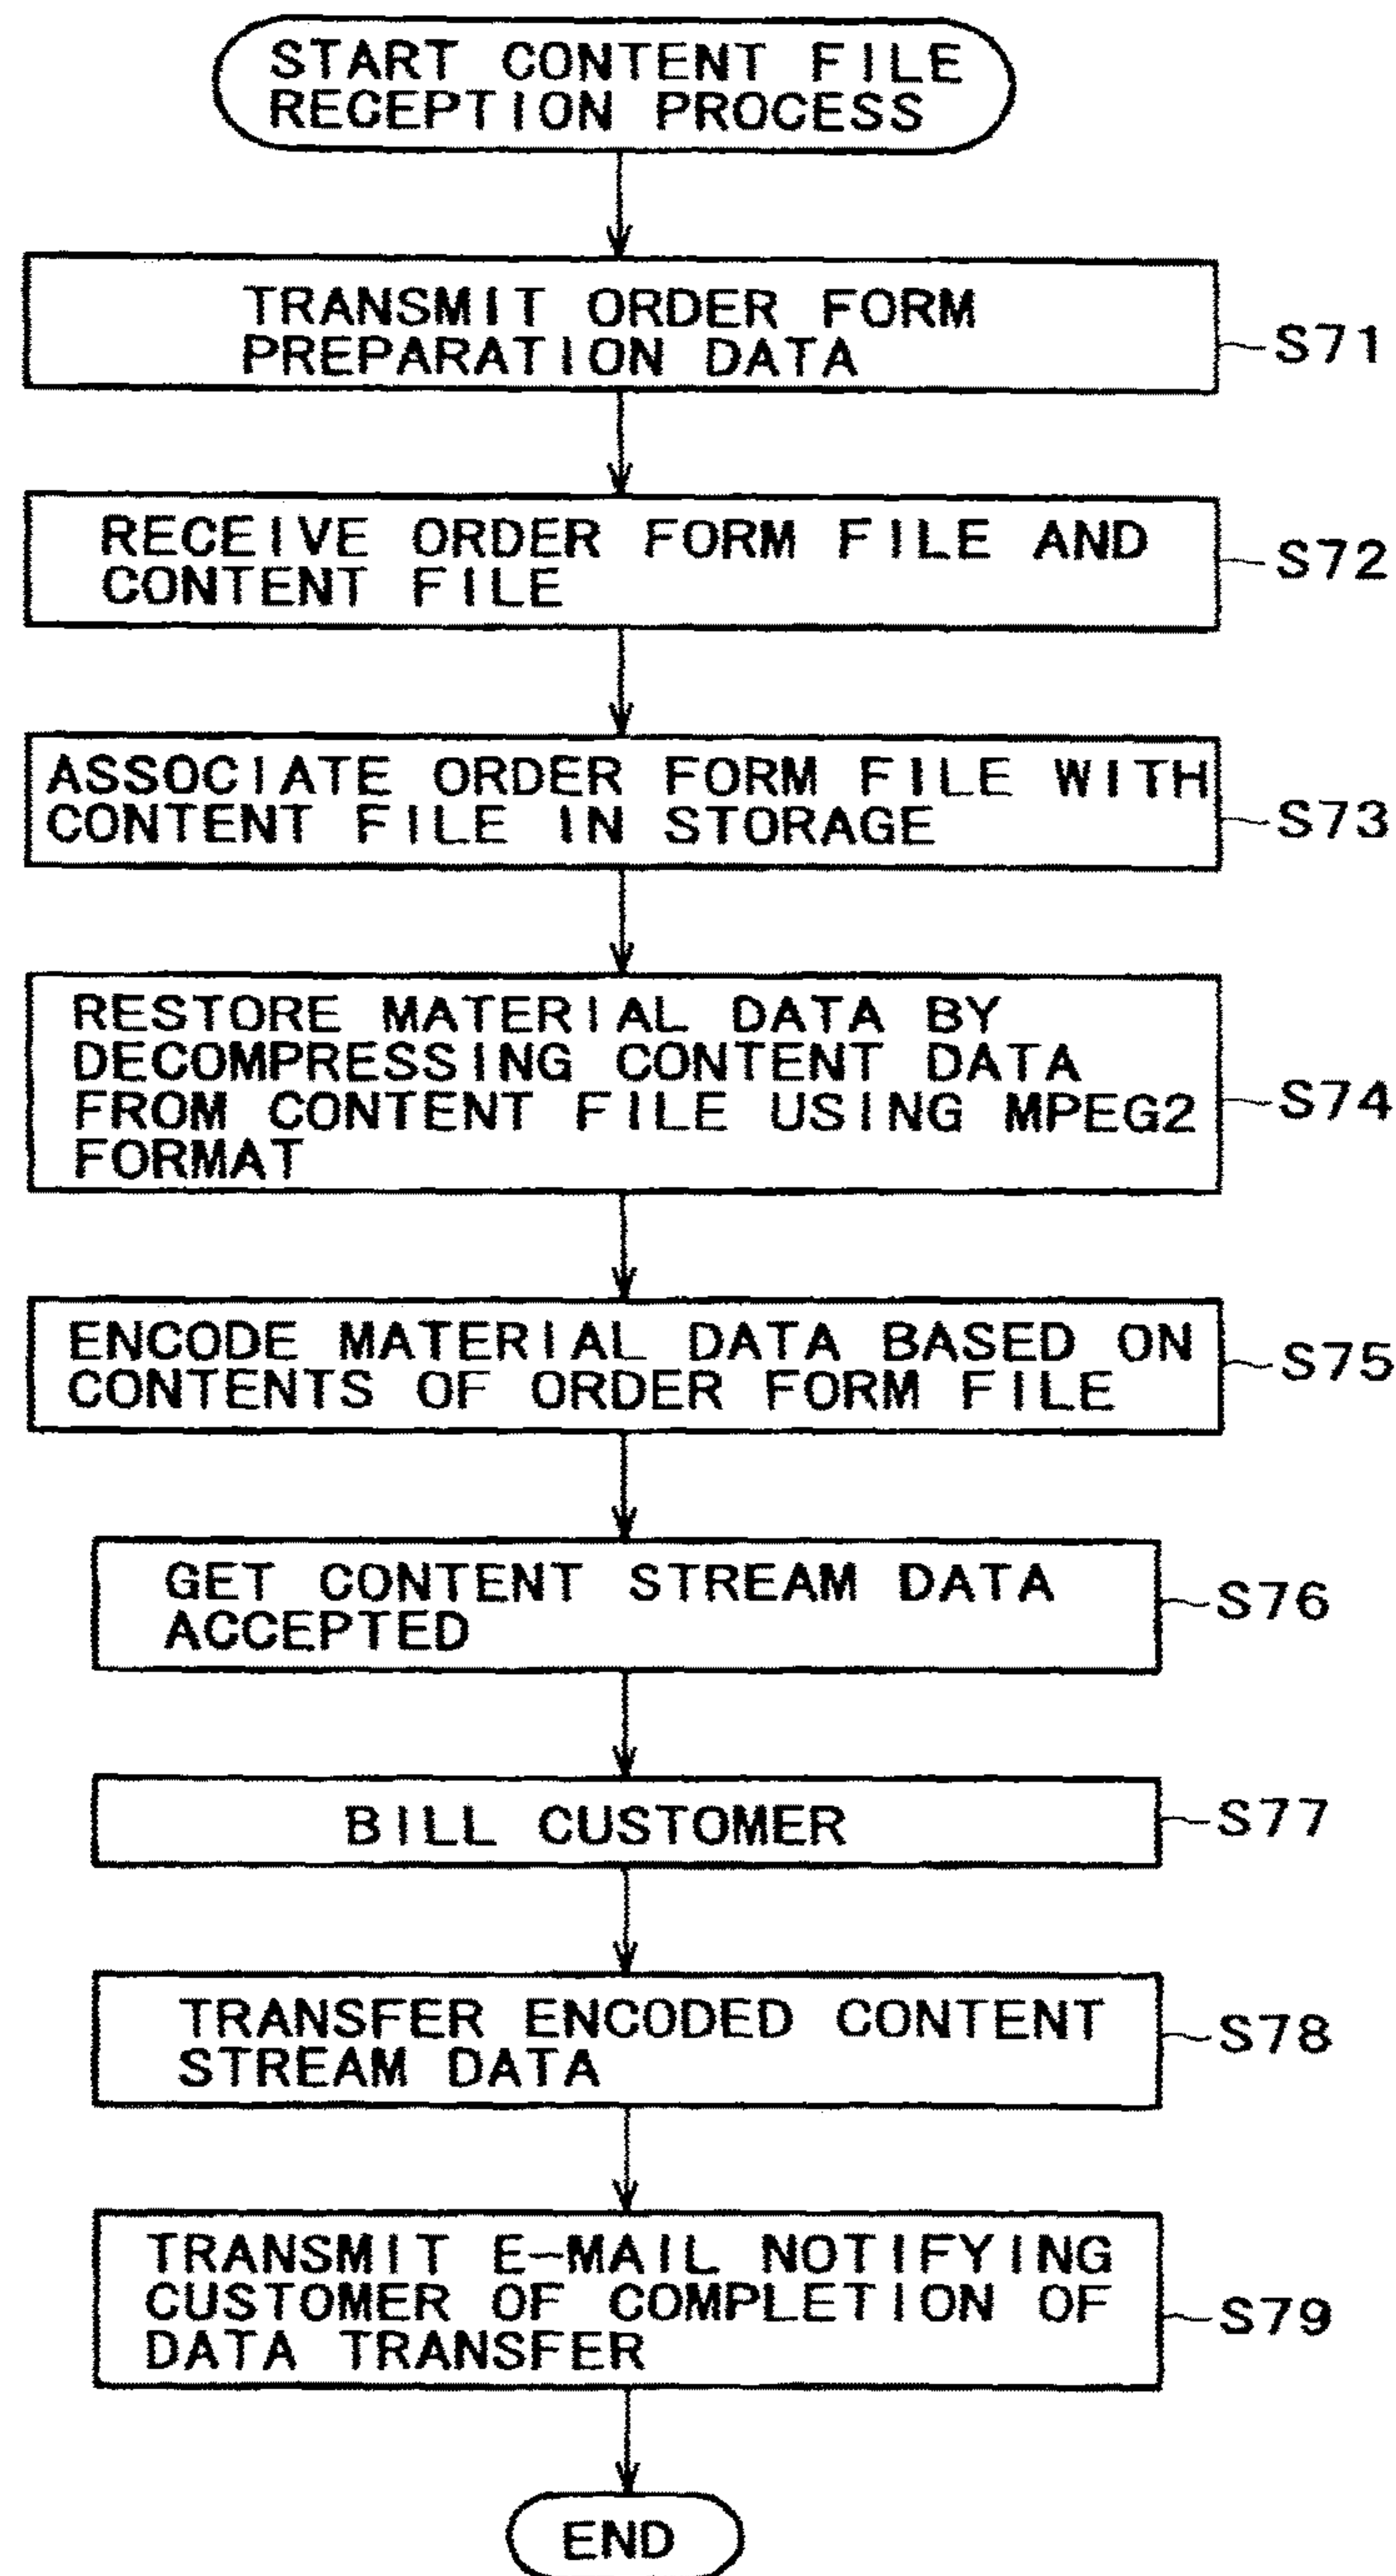 START CONTENT FILE
RECEPTION PROCESS
TRANSMIT ORDER FORM
PREPARATION DATA
S71
RECEIVE ORDER FORM FILE AND
CONTENT FILE
S72
ASSOCIATE ORDER FORM FILE WITH
CONTENT FILE IN STORAGE
S73
RESTORE MATERIAL DATA BY
DECOMPRESSING CONTENT DATA
FROM CONTENT FILE USING MPEG2
FORMAT
S74
ENCODE MATERIAL DATA BASED ON
CONTENTS OF ORDER FORM FILE
S75
GET CONTENT STREAM DATA
ACCEPTED
S76
BILL CUSTOMER
S77
TRANSFER ENCODED CONTENT
STREAM DATA
S78
TRANSMIT E-MAIL NOTIFYING
CUSTOMER OF COMPLETION OF
DATA TRANSFER
S79
END